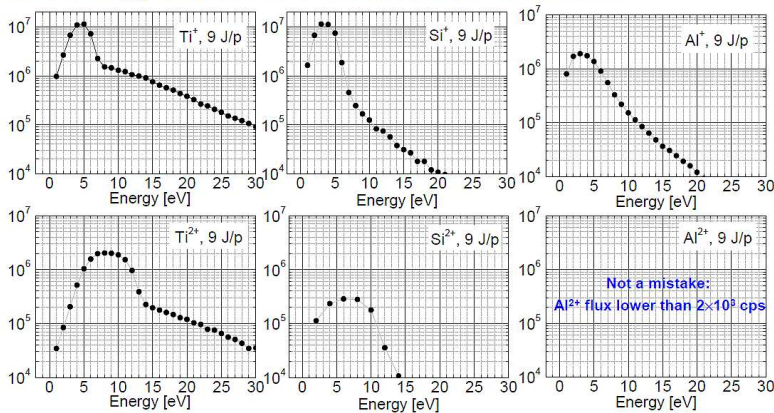 10⁷
10⁶
10⁵
10⁴
Ti⁺, 9 J/p
0 5 10 15 20 25 30
Energy [eV]
10⁷
10⁶
10⁵
10⁴
Si⁺, 9 J/p
0 5 10 15 20 25 30
Energy [eV]
10⁷
10⁶
10⁵
10⁴
Al⁺, 9 J/p
0 5 10 15 20 25 30
Energy [eV]
10⁷
10⁶
10⁵
10⁴
Ti²⁺, 9 J/p
0 5 10 15 20 25 30
Energy [eV]
10⁷
10⁶
10⁵
10⁴
Si²⁺, 9 J/p
0 5 10 15 20 25 30
Energy [eV]
10⁷
10⁶
10⁵
10⁴
Al²⁺, 9 J/p
Not a mistake:
Al²⁺ flux lower than 2×10³ cps
0 5 10 15 20 25 30
Energy [eV]